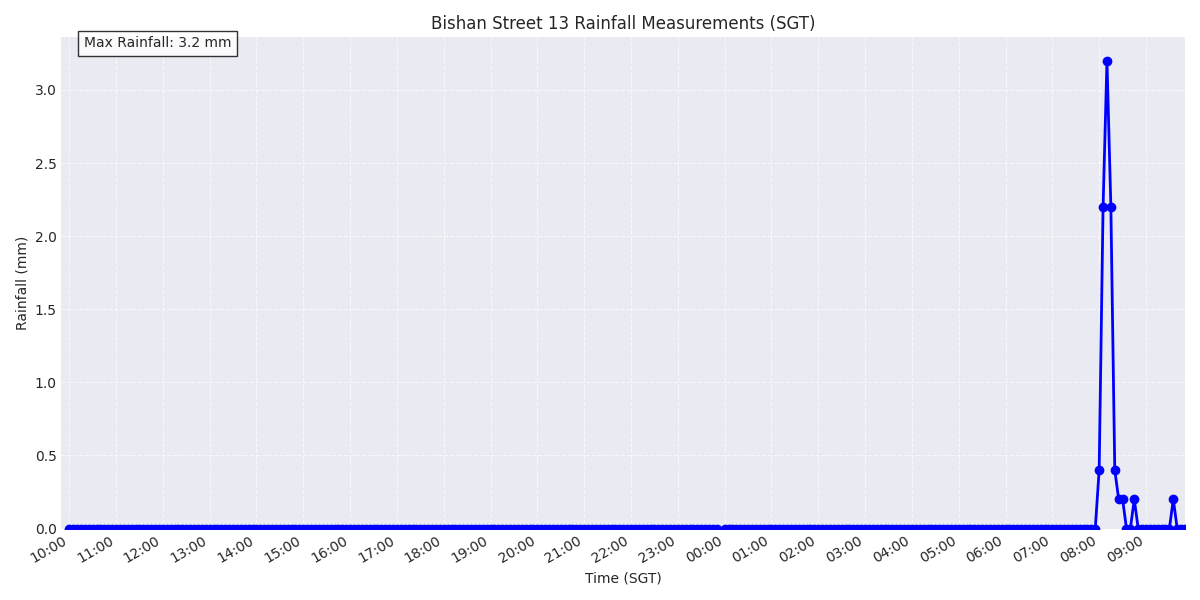 Bishan Street 13 Rainfall Measurements (SGT)
Max Rainfall: 3.2 mm
Rainfall (mm)
3.0
2.5
2.0
1.5
1.0
0.5
0.0
10:00 11:00 12:00 13:00 14:00 15:00 16:00 17:00 18:00 19:00 20:00 21:00 22:00 23:00 00:00 01:00 02:00 03:00 04:00 05:00 06:00 07:00 08:00 09:00
Time (SGT)